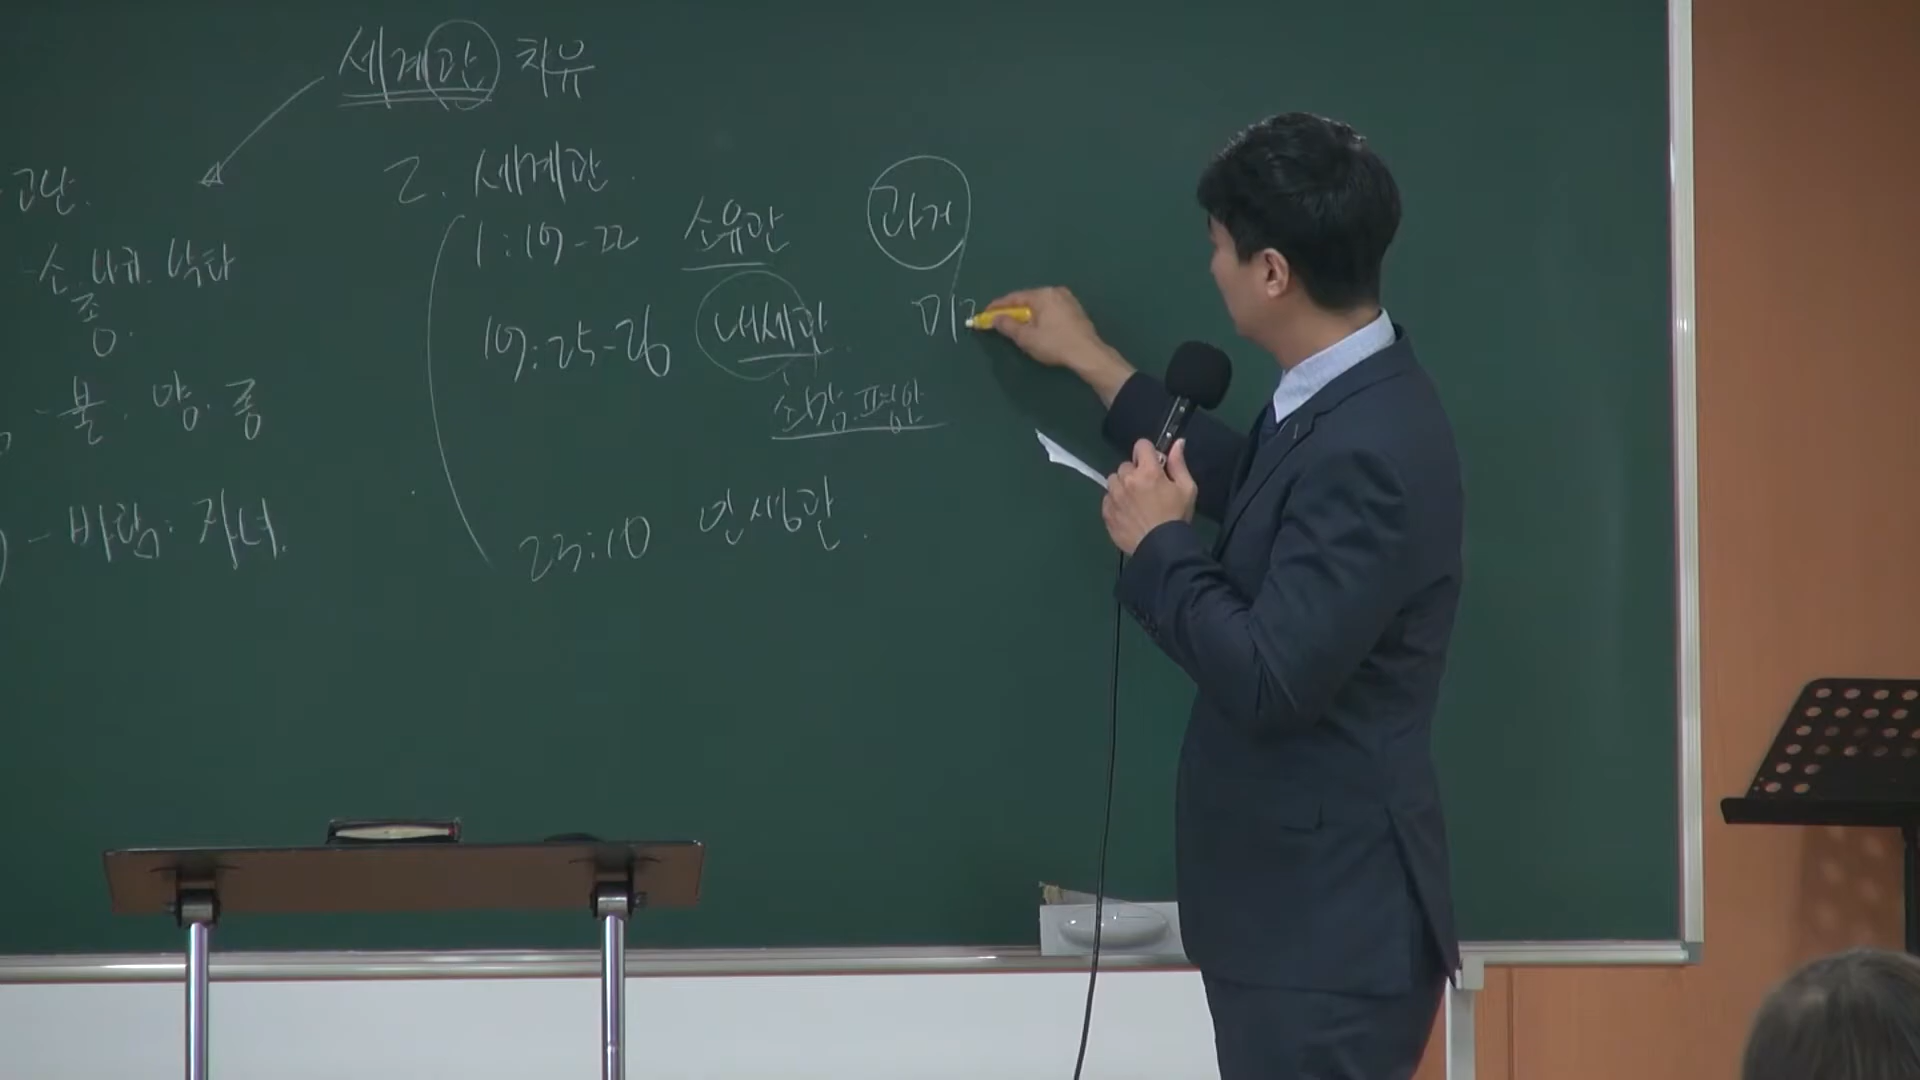 세계관 치유
- 고난.
- 소. 나귀. 낙타
종.
- 불. 양. 종
- 바람: 자녀.
2. 세계관.
1:19-22 소유관
19:25-26 내세관.
소망.평안
23:10 인생관.
과거
미